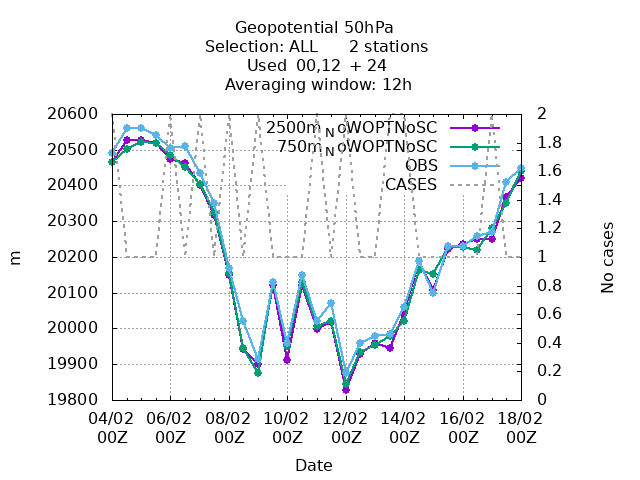 Geopotential 50hPa
Selection: ALL 2 stations
Used 00,12 + 24
Averaging window: 12h
20600
20500
20400
20300
20200
20100
20000
19900
19800
m
2
1.8
1.6
1.4
1.2
1
0.8
0.6
0.4
0.2
0
No cases
2500m NoWOPTNoSC
750m NoWOPTNoSC
OBS
CASES
04/02 06/02 08/02 10/02 12/02 14/02 16/02 18/02
00Z 00Z 00Z 00Z 00Z 00Z 00Z 00Z
Date